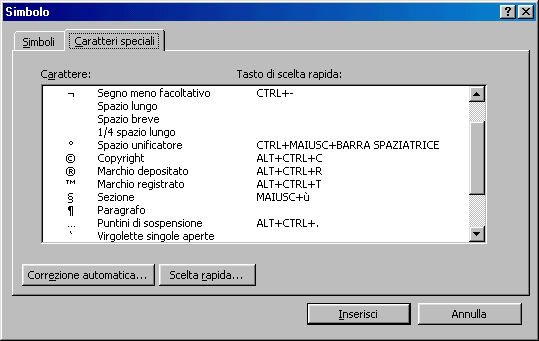 Simbolo
Simboli Caratteri speciali
Carattere: Tasto di scelta rapida:
¬ Segno meno facoltativo CTRL+-
Spazio lungo
Spazio breve
1/4 spazio lungo
° Spazio unificatore CTRL+MAIUSC+BARRA SPAZIATRICE
© Copyright ALT+CTRL+C
® Marchio depositato ALT+CTRL+R
™ Marchio registrato ALT+CTRL+T
§ Sezione MAIUSC+ù
¶ Paragrafo
… Puntini di sospensione ALT+CTRL+.
‛ Virgolette singole aperte
Correzione automatica... Scelta rapida...
Inserisci Annulla